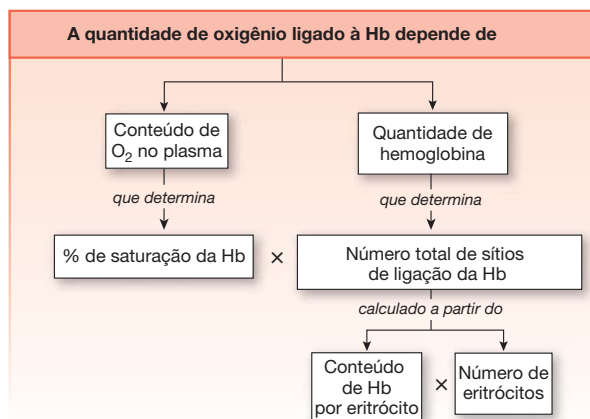 A quantidade de oxigênio ligado à Hb depende de
Conteúdo de
O₂ no plasma
Quantidade de
hemoglobina
que determina
que determina
% de saturação da Hb
×
Número total de sítios
de ligação da Hb
calculado a partir do
Conteúdo
de Hb
por eritrócito
×
Número de
eritrócitos